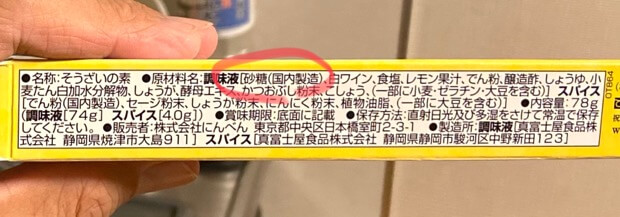 ●名称:そうざいの素 ●原材料名:調味液[砂糖(国内製造)、白ワイン、食塩、レモン果汁、でん粉、醸造酢、しょうゆ、小
麦たん白加水分解物、しょうが、酵母エキス、かつおぶし粉末、こしょう、(一部に小麦・ゼラチン・大豆を含む)] スパイス
[でん粉(国内製造)、セージ粉末、しょうが粉末、にんにく粉末、植物油脂、(一部に大豆を含む)] ●内容量:78g
(調味液[74g] スパイス[4.0g]) ●賞味期限:底面に記載 ●保存方法:直射日光及び多湿をさけて常温で保存
してください。 ●販売者:株式会社にんべん 東京都中央区日本橋室町2-3-1 ●製造所:調味液[真富士屋食品株
式会社 静岡県焼津市大島911] スパイス[真富士屋食品株式会社 静岡県静岡市駿河区中野新田123]
0T864